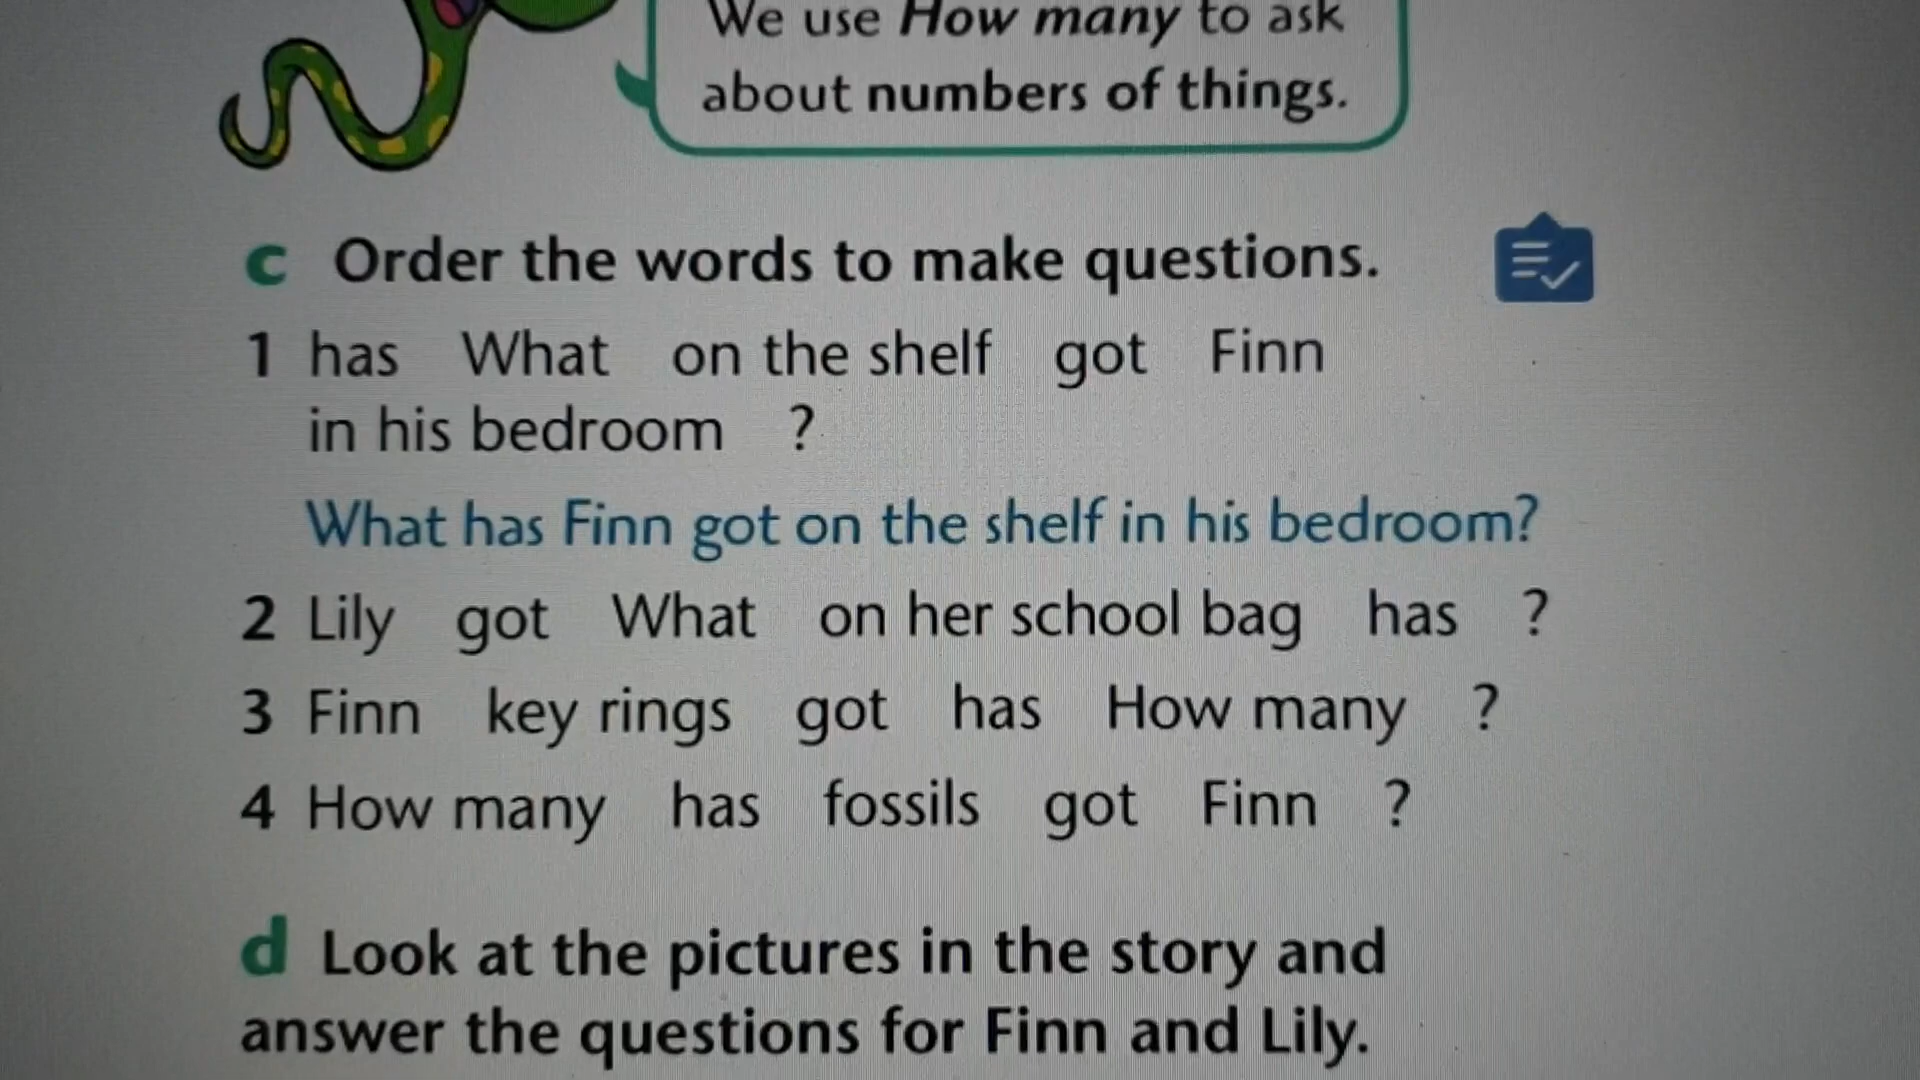 We use How many to ask
about numbers of things.
c Order the words to make questions.
1 has What on the shelf got Finn
in his bedroom ?
What has Finn got on the shelf in his bedroom?
2 Lily got What on her school bag has ?
3 Finn key rings got has How many ?
4 How many has fossils got Finn ?
d Look at the pictures in the story and
answer the questions for Finn and Lily.